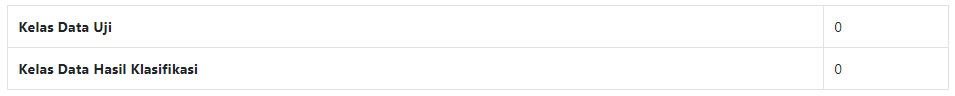 Kelas Data Uji 0
Kelas Data Hasil Klasifikasi 0